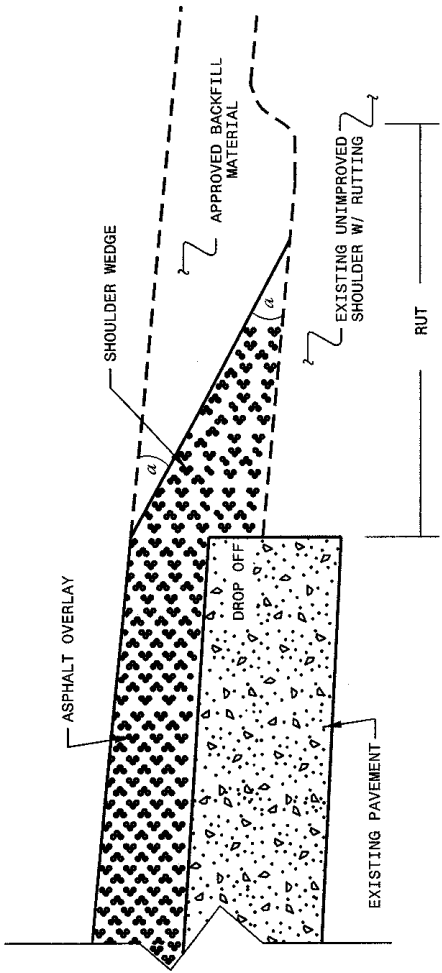 ASPHALT OVERLAY
SHOULDER WEDGE
APPROVED BACKFILL
MATERIAL
a
a
DROP OFF
EXISTING UNIMPROVED
SHOULDER W/ RUTTING
EXISTING PAVEMENT
RUT